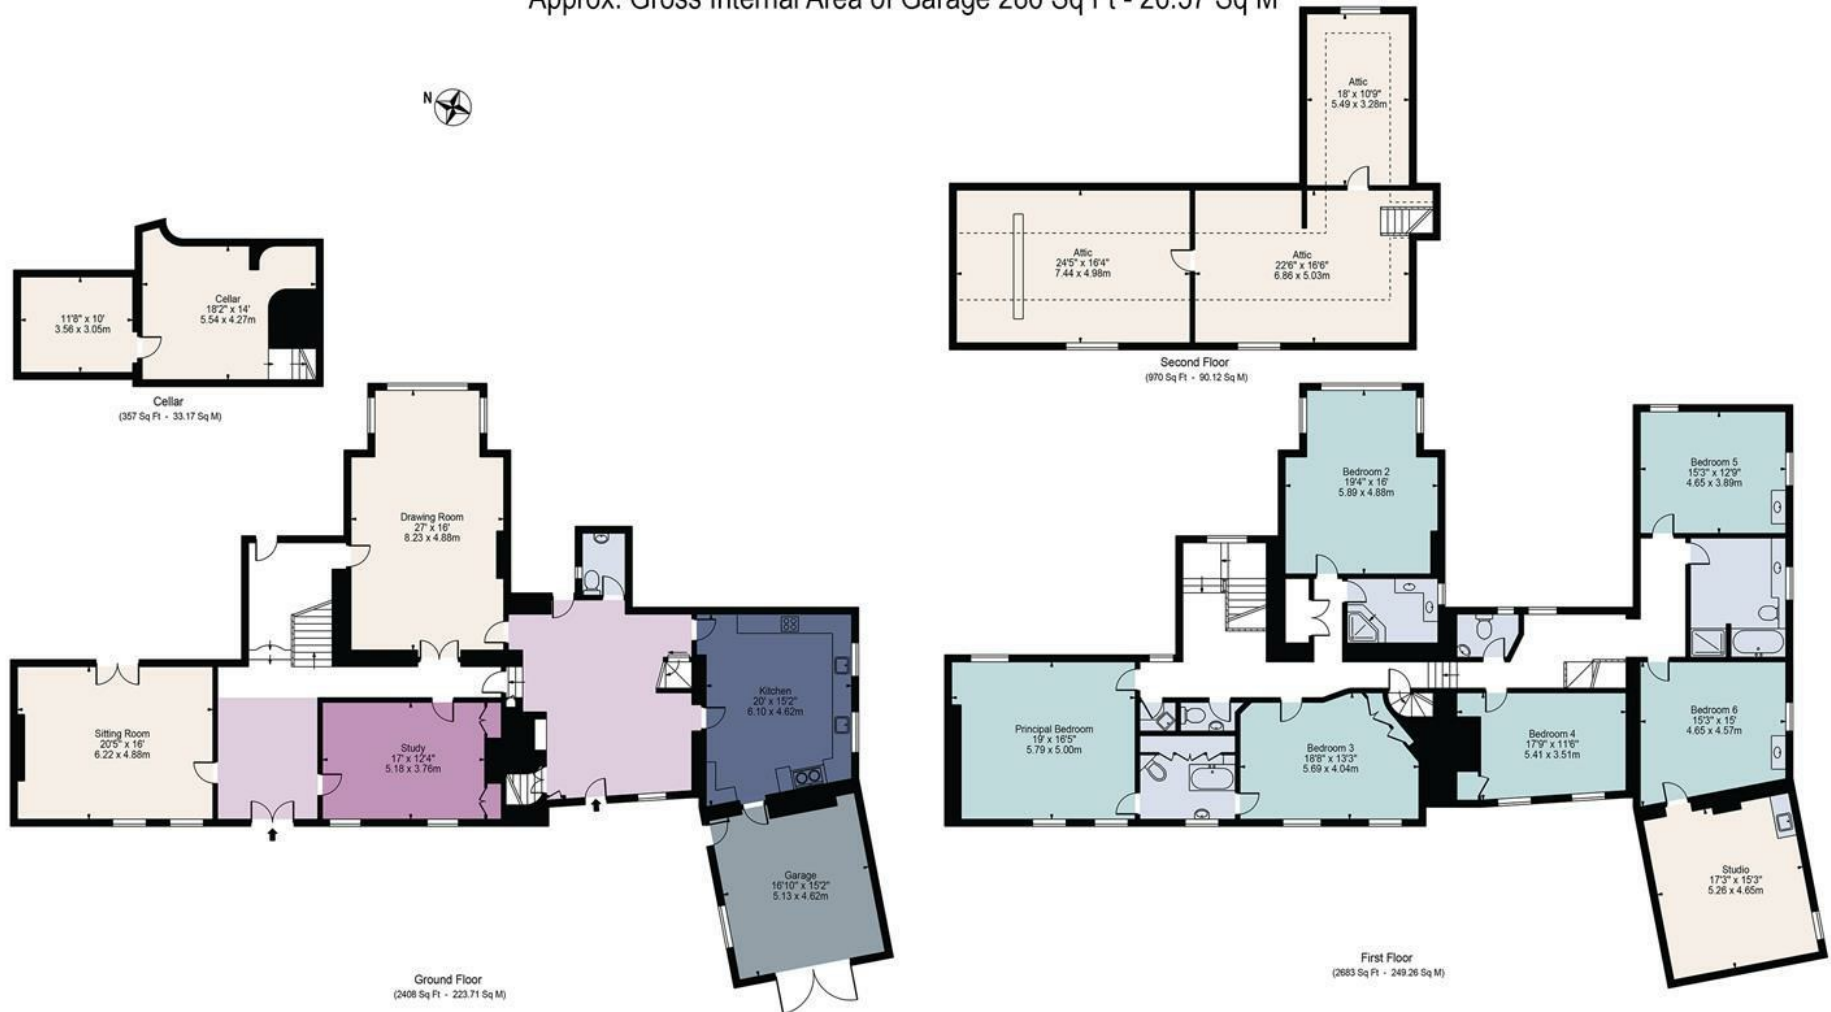 Approx. Gross Internal Area of Garage 286 Sq Ft - 26.57 Sq M
N
Attic
18' x 10'9"
5.49 x 3.28m
Attic
24'5" x 16'4"
7.44 x 4.98m
Attic
22'6" x 16'6"
6.86 x 5.03m
Second Floor
(970 Sq Ft - 90.12 Sq M)
11'8" x 10'
3.56 x 3.05m
Cellar
18'2" x 14'
5.54 x 4.27m
Cellar
(357 Sq Ft - 33.17 Sq M)
Drawing Room
27' x 16'
8.23 x 4.88m
Sitting Room
20'5" x 16'
6.22 x 4.88m
Study
17' x 12'4"
5.18 x 3.76m
Kitchen
20' x 15'2"
6.10 x 4.62m
Garage
16'10" x 15'2"
5.13 x 4.62m
Ground Floor
(2408 Sq Ft - 223.71 Sq M)
Bedroom 2
19'4" x 16'
5.89 x 4.88m
Bedroom 5
15'3" x 12'9"
4.65 x 3.89m
Principal Bedroom
19' x 16'5"
5.79 x 5.00m
Bedroom 3
18'8" x 13'3"
5.69 x 4.04m
Bedroom 4
17'9" x 11'6"
5.41 x 3.51m
Bedroom 6
15'3" x 15'
4.65 x 4.57m
Studio
17'3" x 15'3"
5.26 x 4.65m
First Floor
(2683 Sq Ft - 249.26 Sq M)